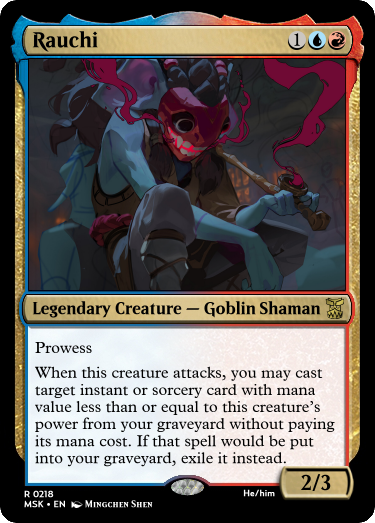 Rauchi 1
Legendary Creature — Goblin Shaman
Prowess
When this creature attacks, you may cast
target instant or sorcery card with mana
value less than or equal to this creature's
power from your graveyard without paying
its mana cost. If that spell would be put
into your graveyard, exile it instead.
2/3
R 0218
MSK • EN Mingchen Shen
He/him